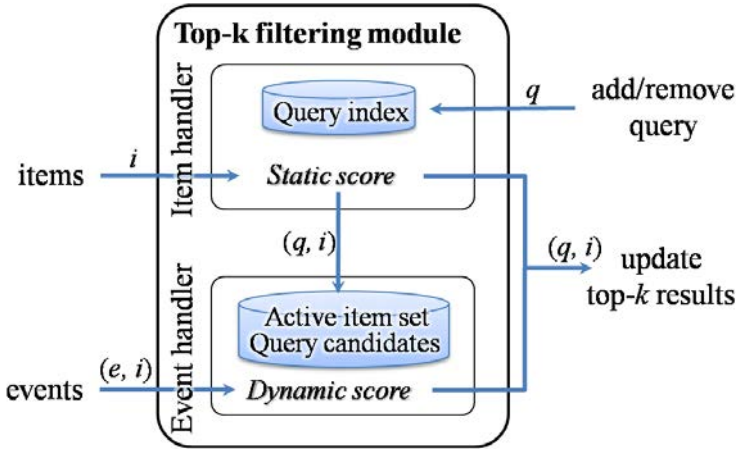 Top-k filtering module
Item handler
Query index
q
add/remove
query
items
i
Static score
(q, i)
(q, i)
update
top-k results
Event handler
Active item set
Query candidates
events
(e, i)
Dynamic score